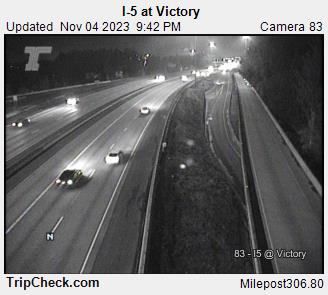 I-5 at Victory
Updated Nov 04 2023 9:42 PM Camera 83
T
N
83 - I5 @ Victory
TripCheck.com Milepost306.80